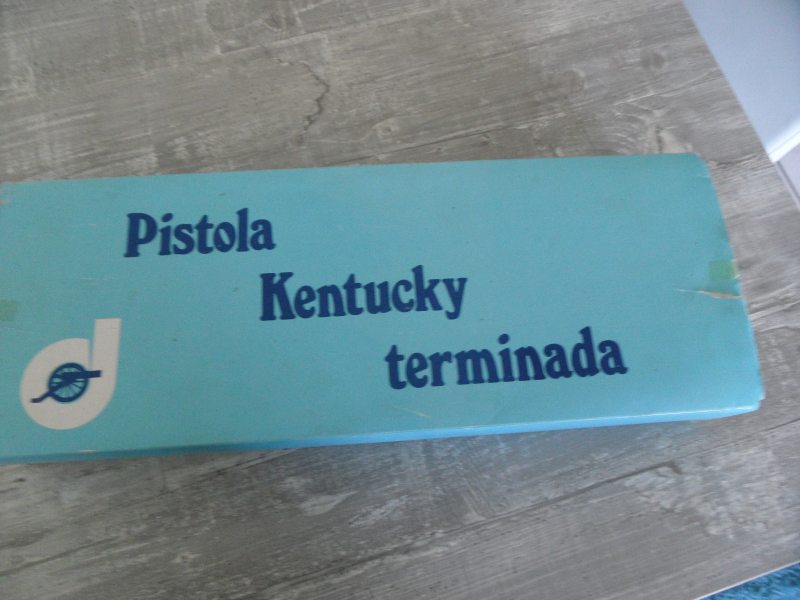 Pistola
Kentucky
terminada
d